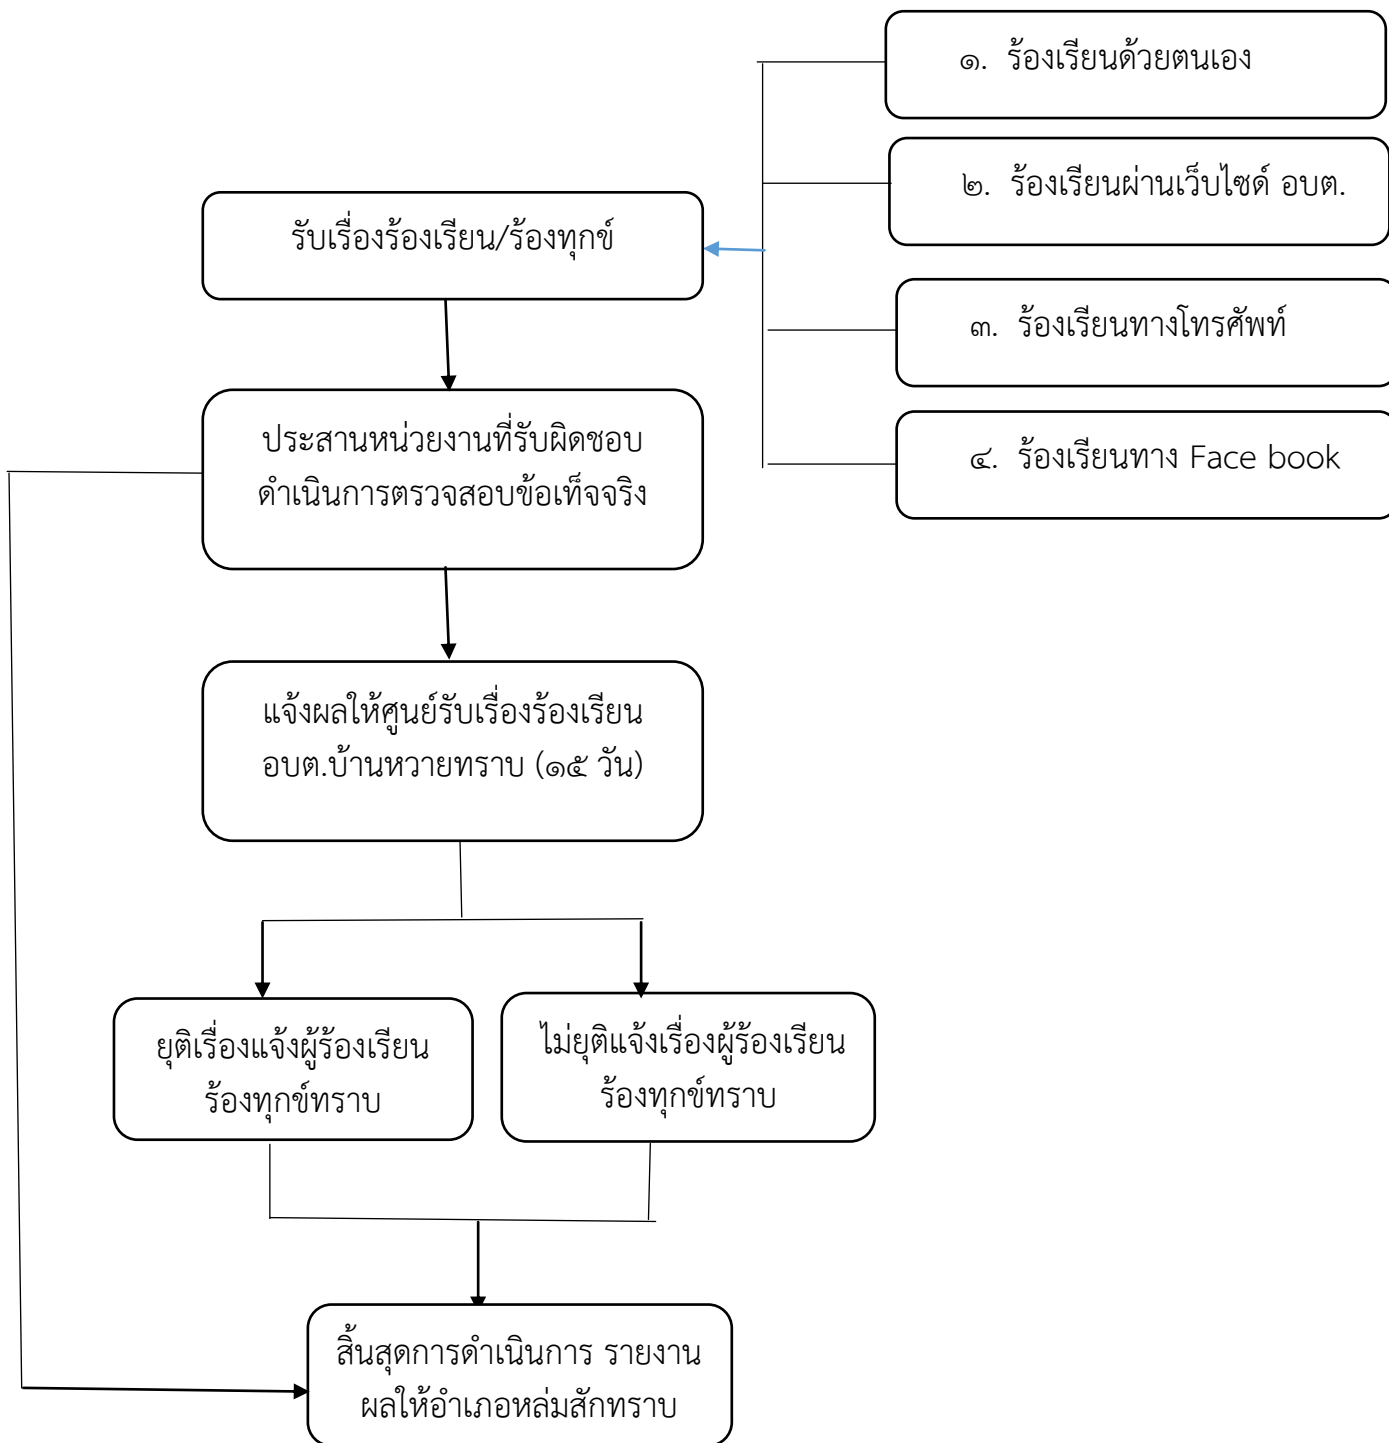 ๑. ร้องเรียนด้วยตนเอง
๒. ร้องเรียนผ่านเว็บไซด์ อบต.
รับเรื่องร้องเรียน/ร้องทุกข์
๓. ร้องเรียนทางโทรศัพท์
๔. ร้องเรียนทาง Face book
ประสานหน่วยงานที่รับผิดชอบ
ดำเนินการตรวจสอบข้อเท็จจริง
แจ้งผลให้ศูนย์รับเรื่องร้องเรียน
อบต.บ้านหวายทราบ (๑๕ วัน)
ยุติเรื่องแจ้งผู้ร้องเรียน
ร้องทุกข์ทราบ
ไม่ยุติแจ้งเรื่องผู้ร้องเรียน
ร้องทุกข์ทราบ
สิ้นสุดการดำเนินการ รายงาน
ผลให้อำเภอหล่มสักทราบ